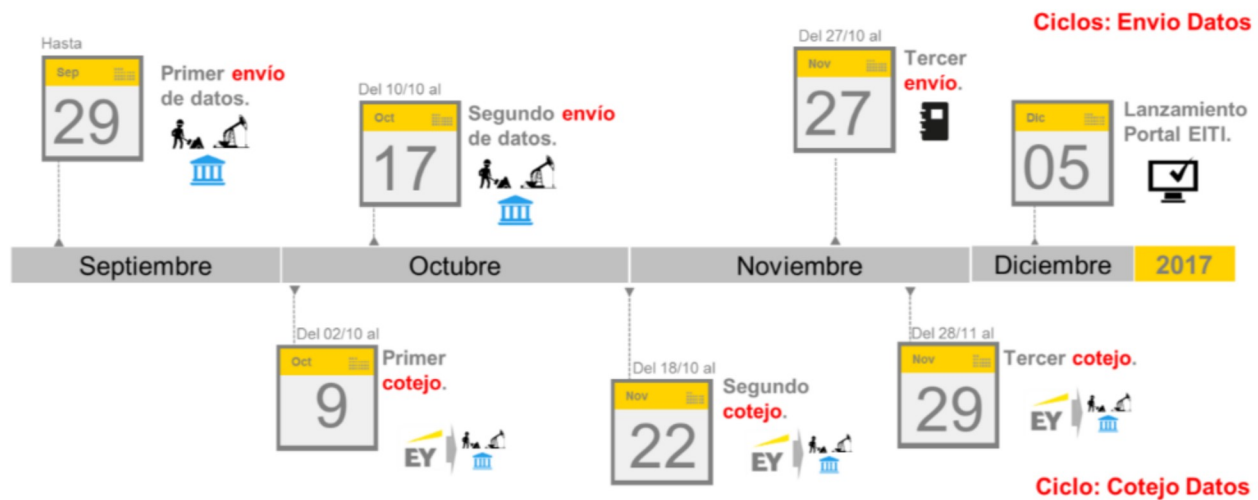 Ciclos: Envio Datos
Hasta
Sep
29
Primer envío
de datos.
Del 10/10 al
Oct
17
Segundo envío
de datos.
Del 27/10 al
Nov
27
Tercer
envío.
Dic
05
Lanzamiento
Portal EITI.
Septiembre
Octubre
Noviembre
Diciembre
2017
Del 02/10 al
Oct
9
Primer
cotejo.
EY
Del 18/10 al
Nov
22
Segundo
cotejo.
EY
Del 28/11 al
Nov
29
Tercer cotejo.
EY
Ciclo: Cotejo Datos